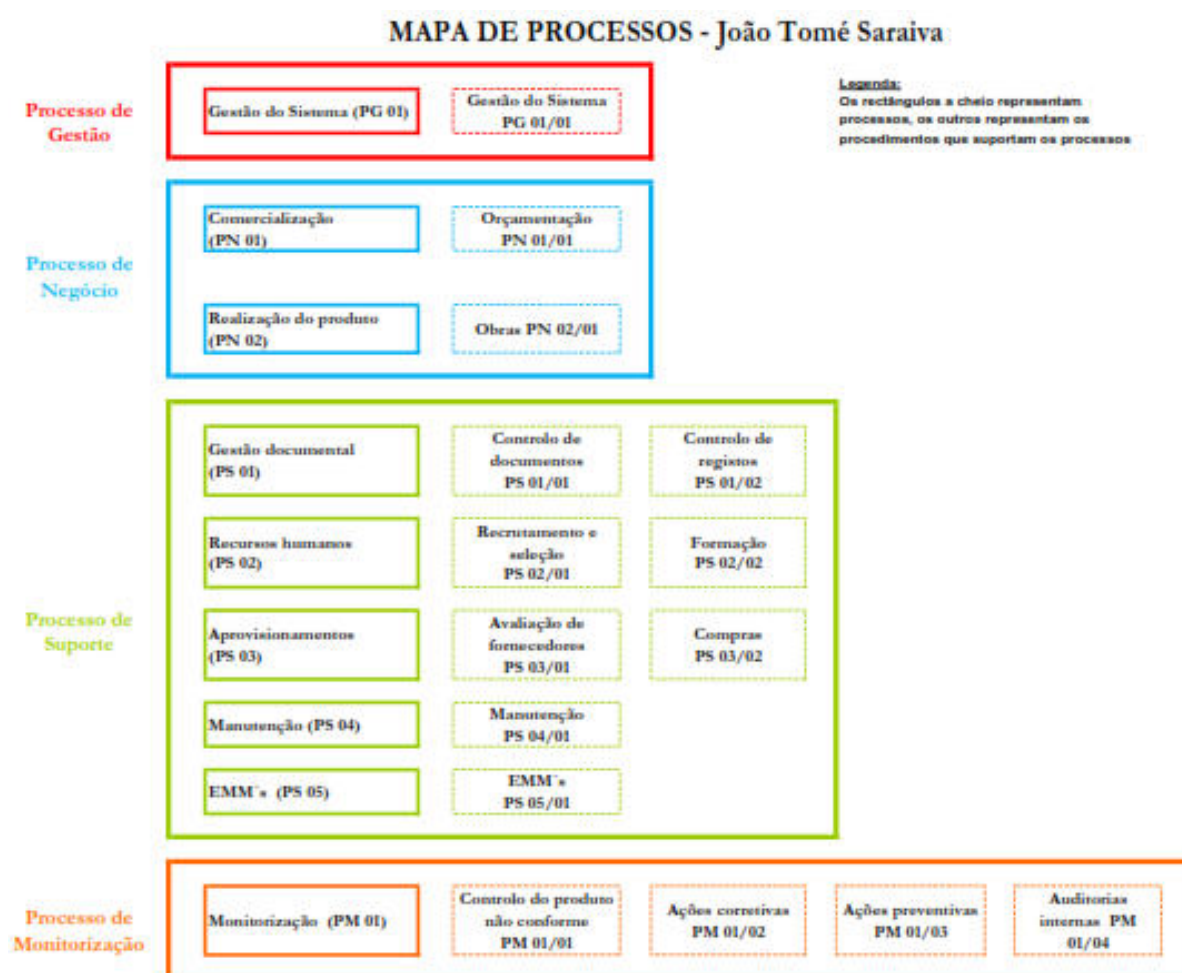 MAPA DE PROCESSOS - João Tomé Saraiva
Legenda:
Os rectângulos a cheio representam
processos, os outros representam os
procedimentos que suportam os processos
Processo de
Gestão
Gestão do Sistema (PG 01)
Gestão do Sistema
PG 01/01
Processo de
Negócio
Comercialização
(PN 01)
Orçamentação
PN 01/01
Realização do produto
(PN 02)
Obras PN 02/01
Processo de
Suporte
Gestão documental
(PS 01)
Controlo de
documentos
PS 01/01
Controlo de
registos
PS 01/02
Recursos humanos
(PS 02)
Recrutamento e
seleção
PS 02/01
Formação
PS 02/02
Aprovisionamentos
(PS 03)
Avaliação de
fornecedores
PS 03/01
Compras
PS 03/02
Manutenção (PS 04)
Manutenção
PS 04/01
EMM´s (PS 05)
EMM´s
PS 05/01
Processo de
Monitorização
Monitorização (PM 01)
Controlo do produto
não conforme
PM 01/01
Ações corretivas
PM 01/02
Ações preventivas
PM 01/03
Auditorias
internas PM
01/04